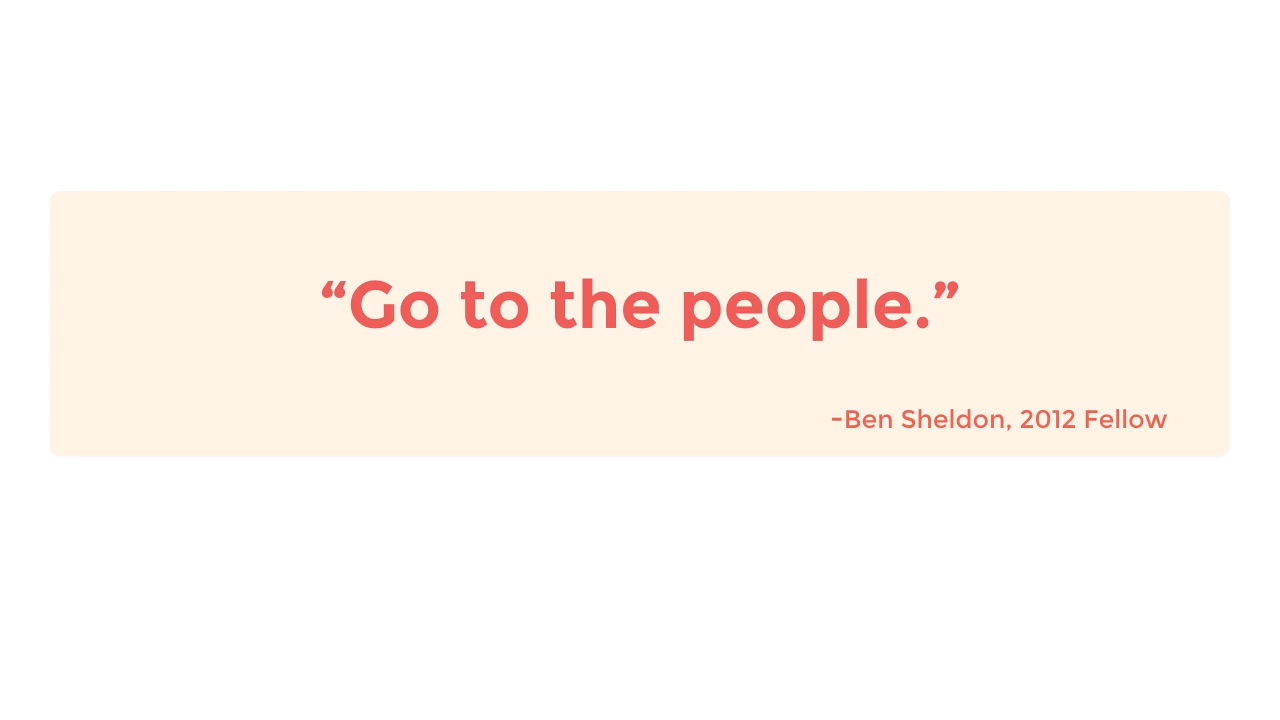 “Go to the people.”
-Ben Sheldon, 2012 Fellow